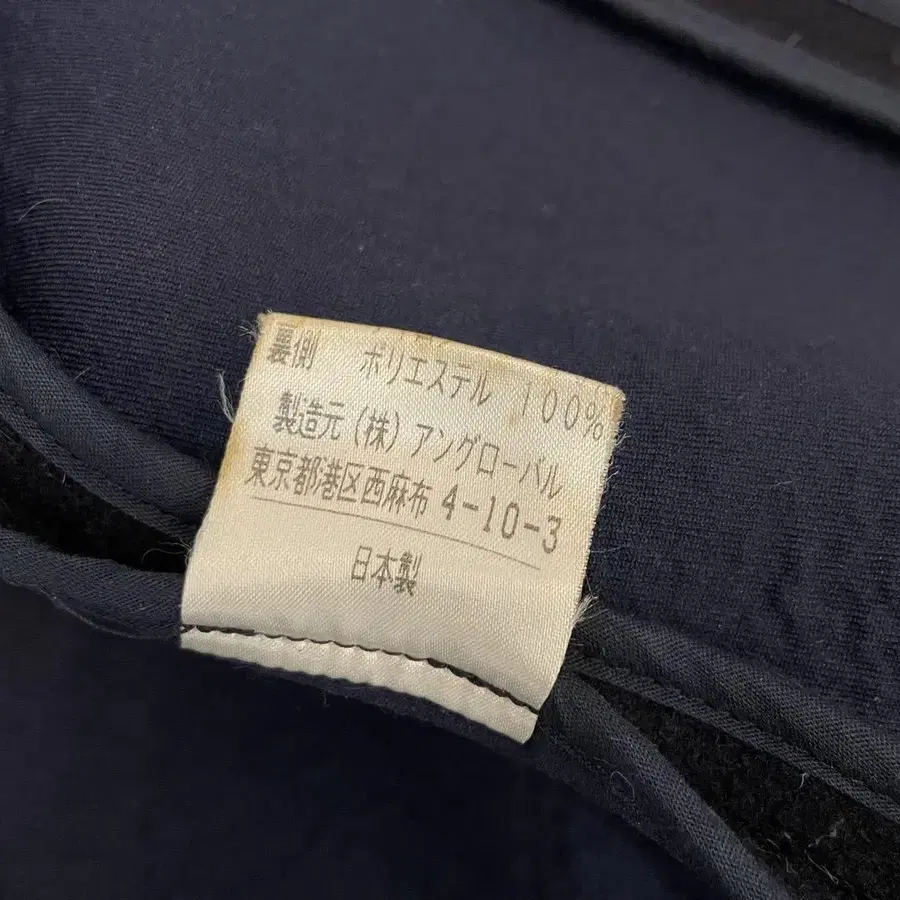 裏側 ポリエステル 100%
製造元 (株) アングローバル
東京都港区西麻布 4-10-3
日本製